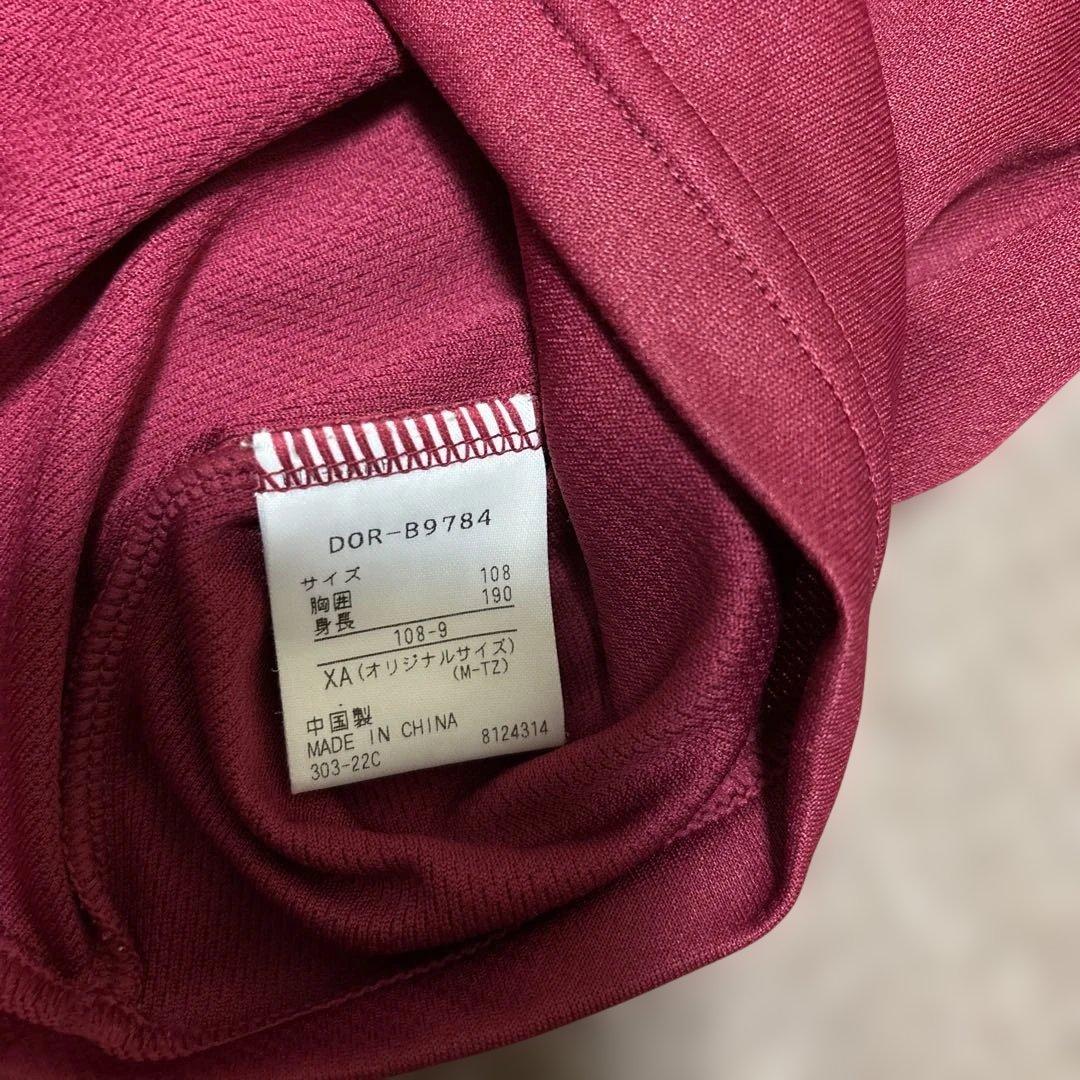 DOR-B9784
サイズ
胸囲 108
身長 190
108-9
XA(オリジナルサイズ)
(M-TZ)
中国製
MADE IN CHINA 8124314
303-22C